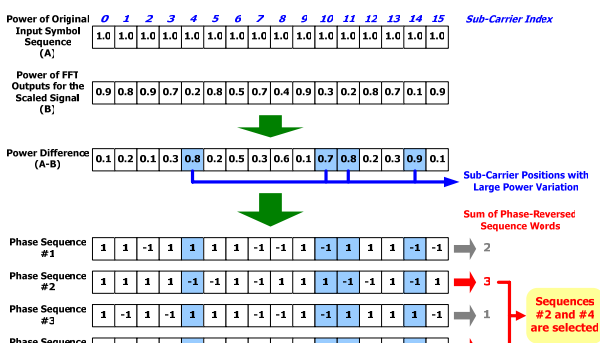 Power of Original
Input Symbol
Sequence
(A)
0 1 2 3 4 5 6 7 8 9 10 11 12 13 14 15
Sub-Carrier Index
1.0 1.0 1.0 1.0 1.0 1.0 1.0 1.0 1.0 1.0 1.0 1.0 1.0 1.0 1.0 1.0
Power of FFT
Outputs for the
Scaled Signal
(B)
0.9 0.8 0.9 0.7 0.2 0.8 0.5 0.7 0.4 0.9 0.3 0.2 0.8 0.7 0.1 0.9
Power Difference
(A-B)
0.1 0.2 0.1 0.3 0.8 0.2 0.5 0.3 0.6 0.1 0.7 0.8 0.2 0.3 0.9 0.1
Sub-Carrier Positions with
Large Power Variation
Sum of Phase-Reversed
Sequence Words
Phase Sequence
#1
1 1 -1 1 1 1 1 -1 -1 1 -1 1 1 1 -1 -1
2
Phase Sequence
#2
1 1 1 1 -1 -1 1 -1 1 1 1 -1 -1 1 -1 1
3
Phase Sequence
#3
1 -1 1 -1 1 1 1 -1 1 1 1 1 1 1 -1 1
1
Sequences
#2 and #4
are selected
Phase Sequence